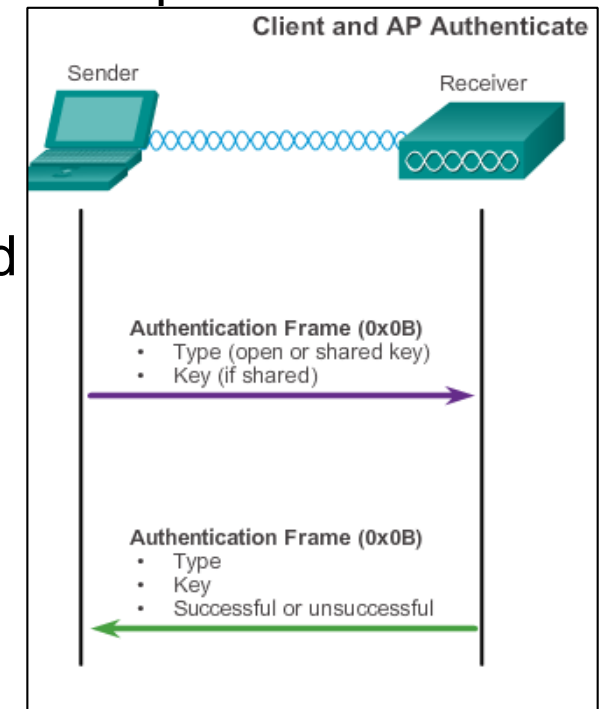 Client and AP Authenticate
Sender
Receiver
d
Authentication Frame (0x0B)
• Type (open or shared key)
• Key (if shared)
Authentication Frame (0x0B)
• Type
• Key
• Successful or unsuccessful